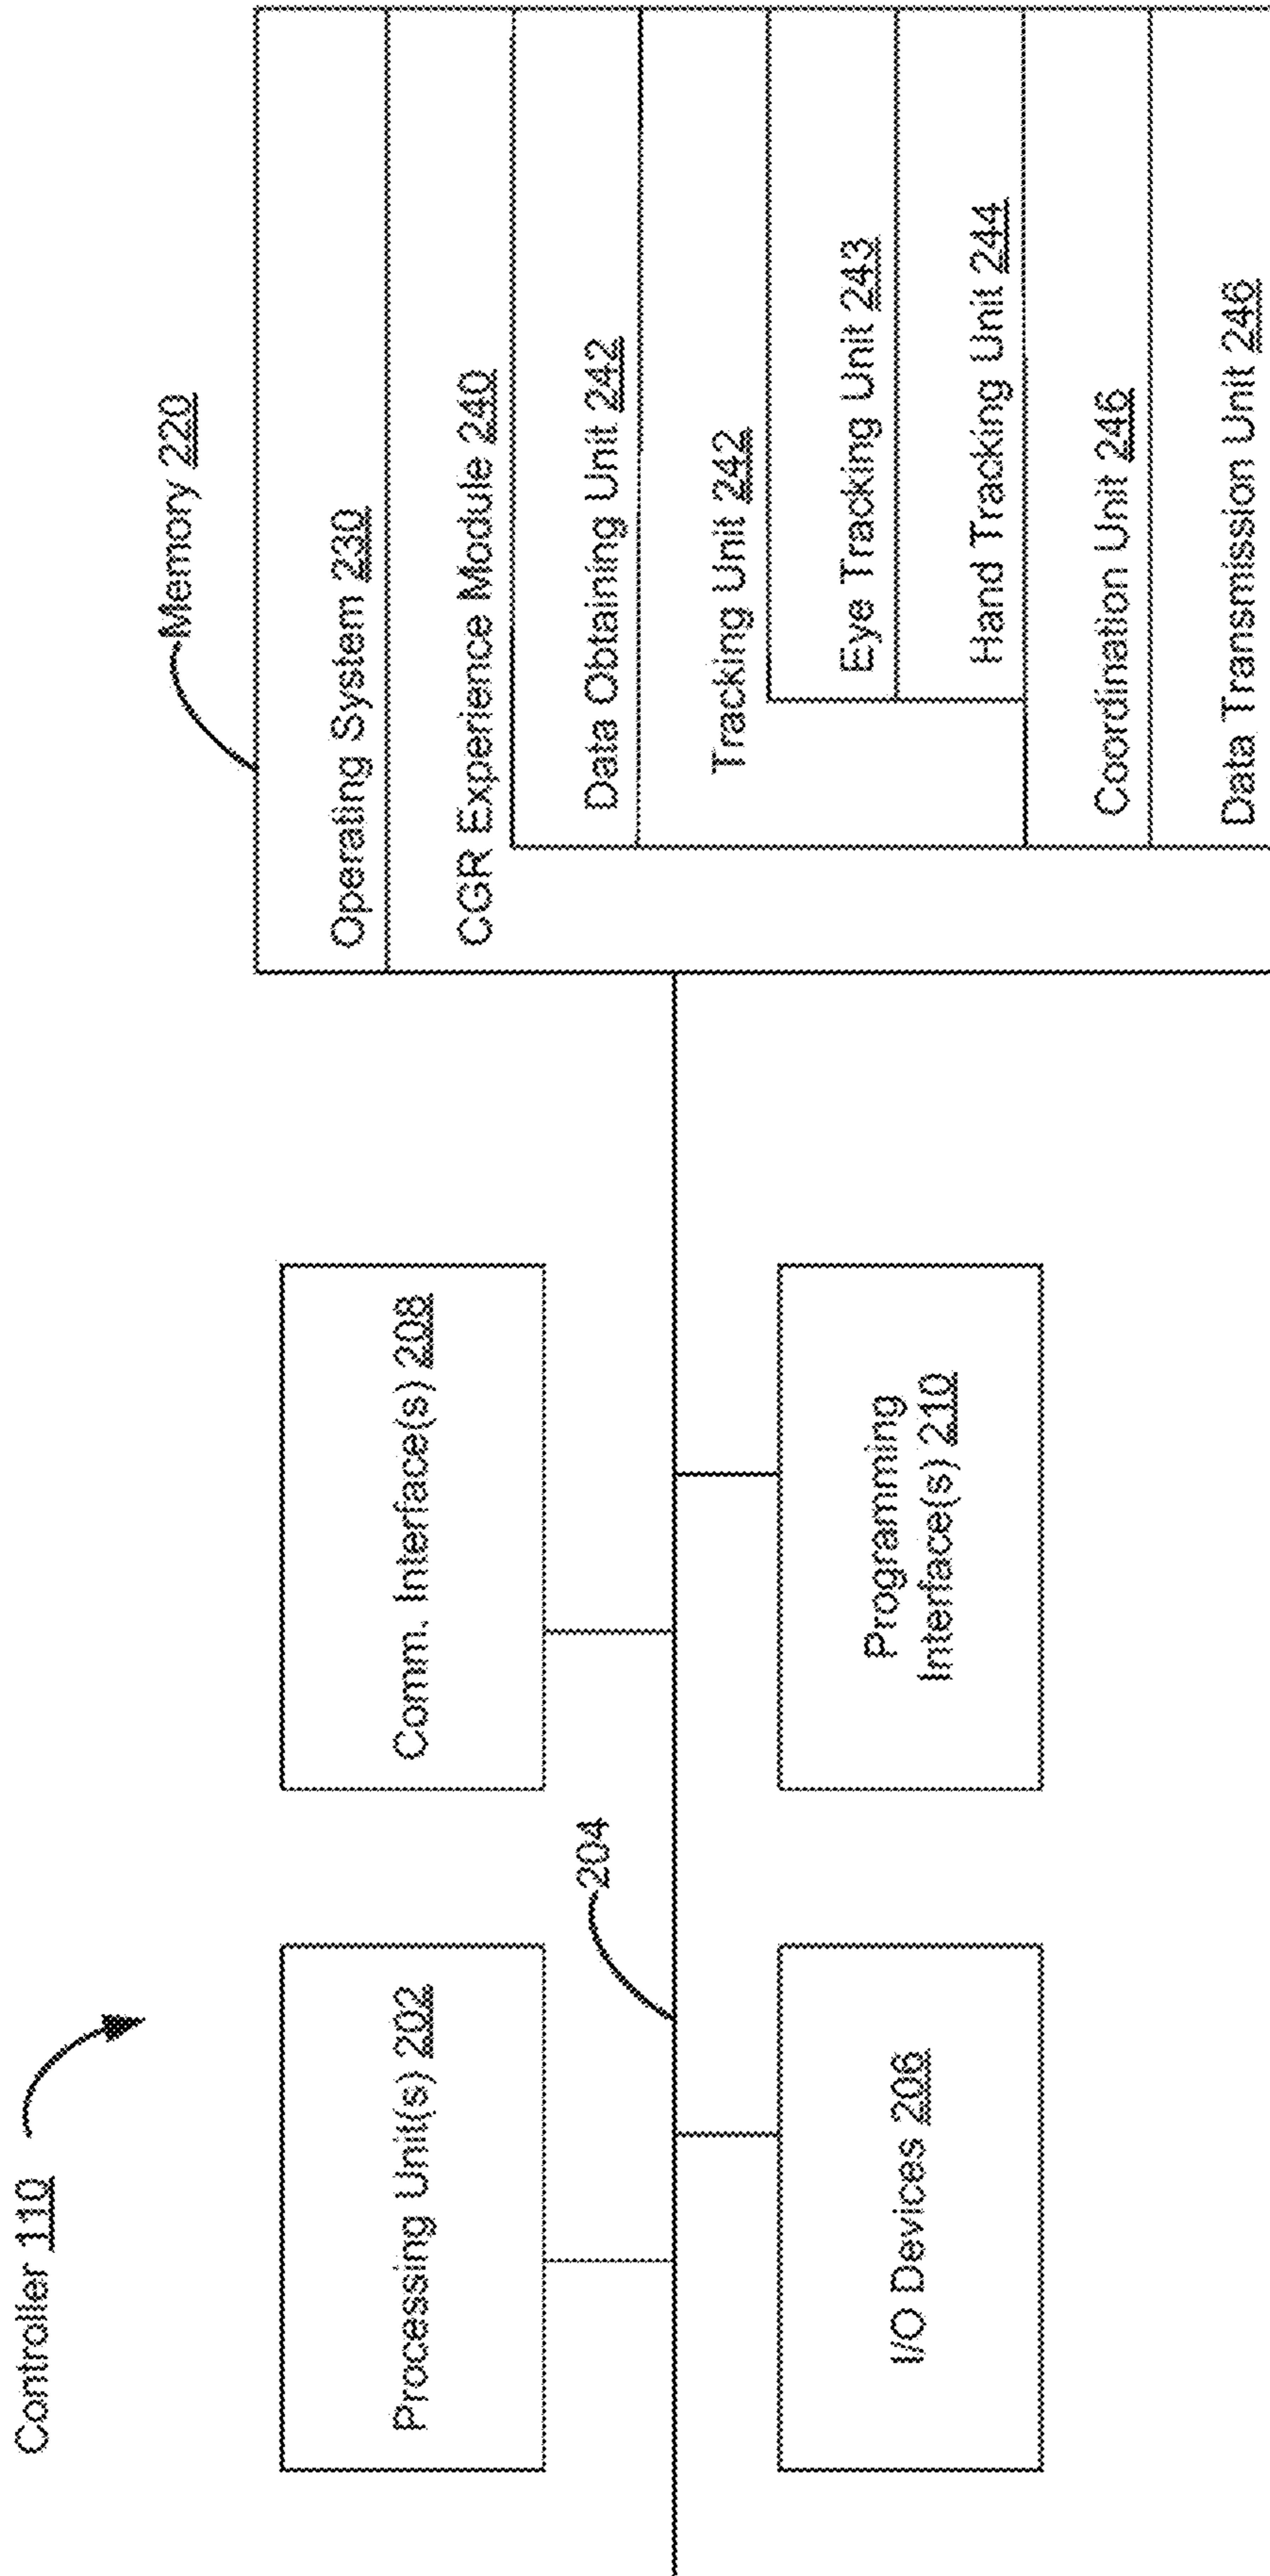 Controller 110
Processing Unit(s) 202
Comm. Interface(s) 208
204
I/O Devices 206
Programming
Interface(s) 210
Memory 220
Operating System 230
CGR Experience Module 240
Data Obtaining Unit 242
Tracking Unit 242
Eye Tracking Unit 243
Hand Tracking Unit 244
Coordination Unit 246
Data Transmission Unit 246